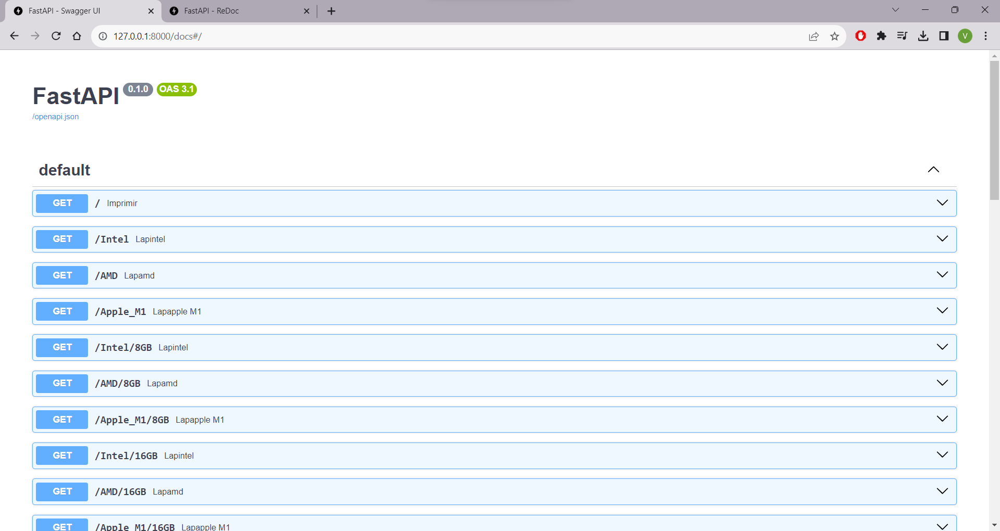 FastAPI - Swagger UI
FastAPI - ReDoc
127.0.0.1:8000/docs#/
V
FastAPI 0.1.0 OAS 3.1
/openapi.json
default
GET / Imprimir
GET /Intel Lapintel
GET /AMD Lapamd
GET /Apple_M1 Lapapple M1
GET /Intel/8GB Lapintel
GET /AMD/8GB Lapamd
GET /Apple_M1/8GB Lapapple M1
GET /Intel/16GB Lapintel
GET /AMD/16GB Lapamd
GET /Apple_M1/16GB Lapapple M1